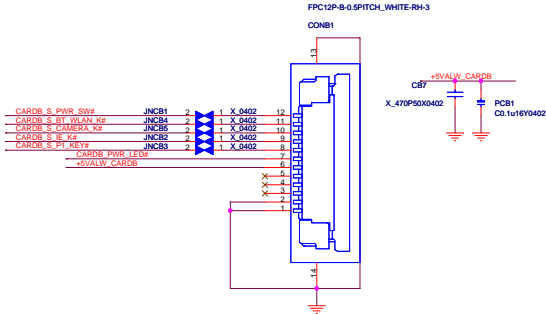 FPC12P-B-0.5PITCH_WHITE-RH-3
CONB1
13
+5VALW_CARDB
CB7
X_470P50X0402
PCB1
C0.1u16Y0402
CARDB_S_PWR_SW# JNCB1 2 1 X_0402 12
CARDB_S_BT_WLAN_K# JNCB4 2 1 X_0402 11
CARDB_S_CAMERA_K# JNCB5 2 1 X_0402 10
CARDB_S_IE_K# JNCB2 2 1 X_0402 9
CARDB_S_P1_KEY# JNCB3 2 1 X_0402 8
CARDB_PWR_LED# 7
+5VALW_CARDB 6
5
4
3
2
1
14